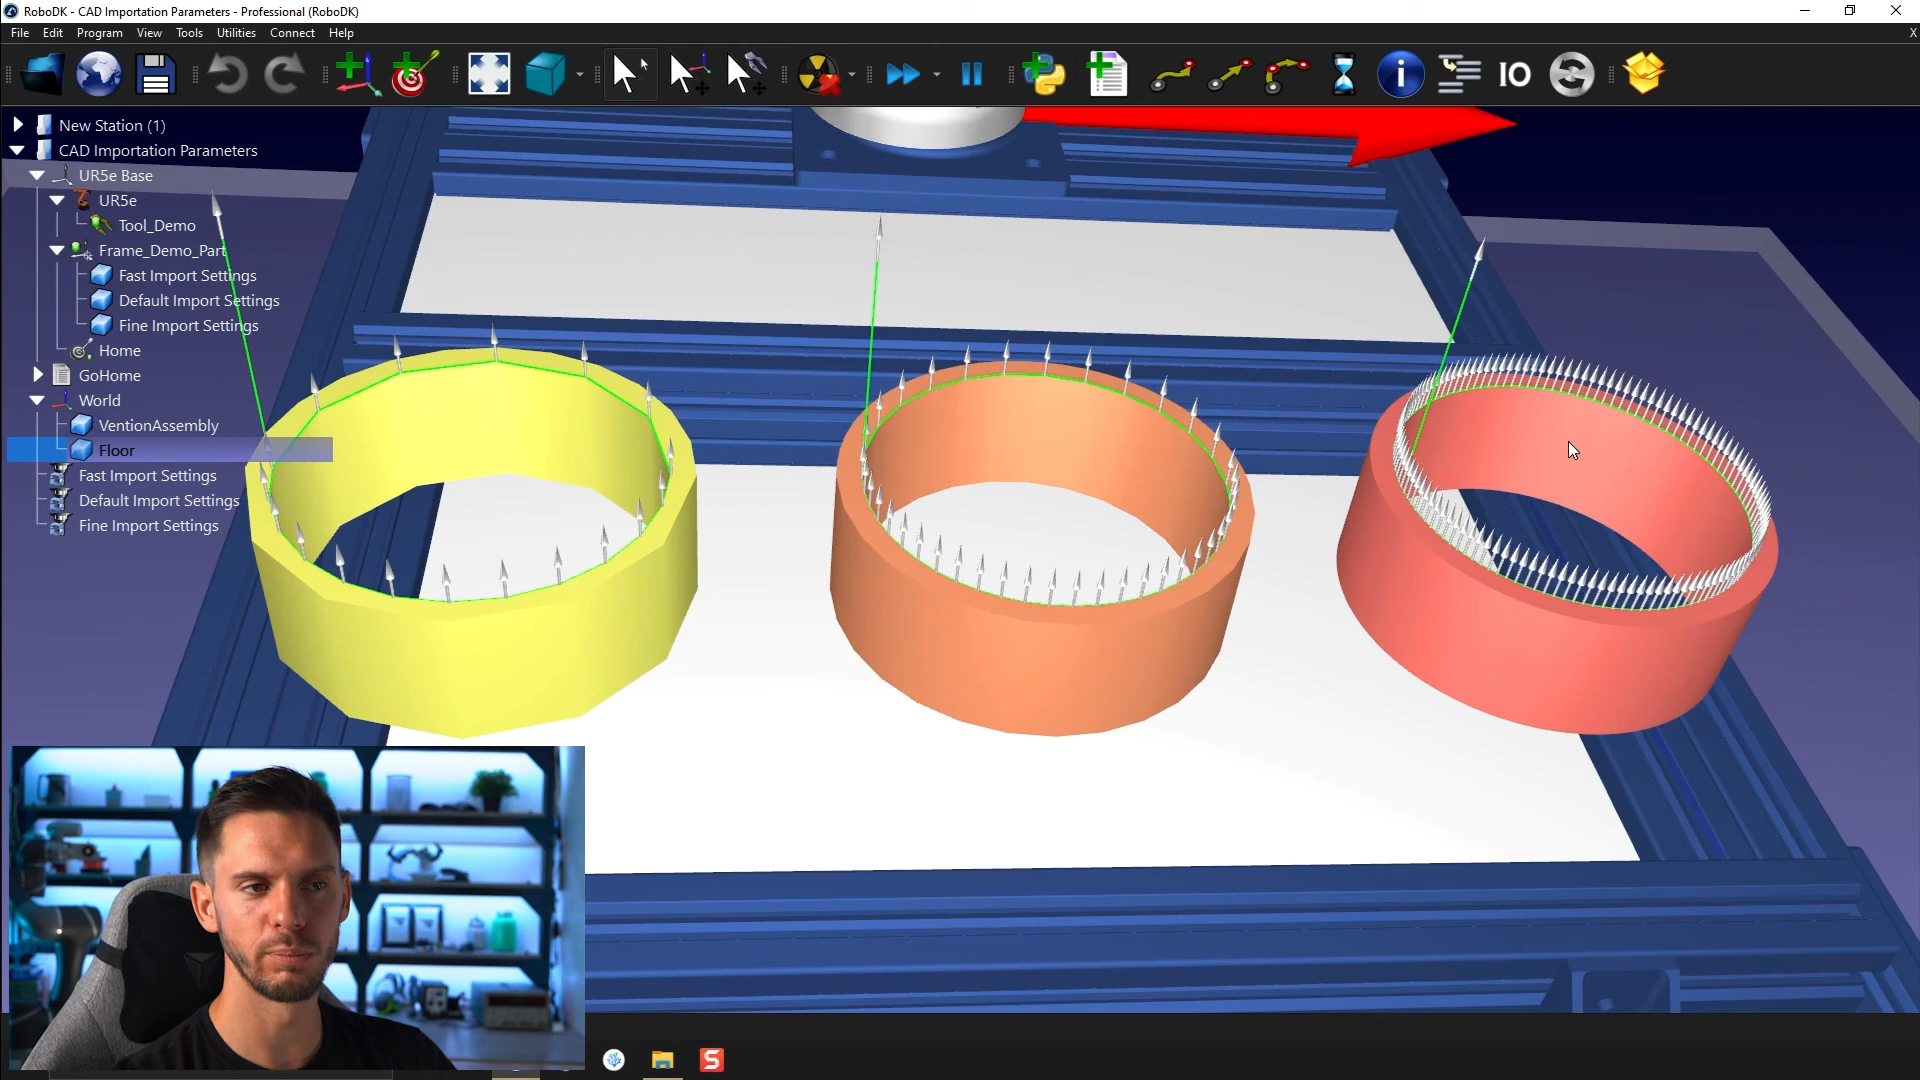 RoboDK - CAD Importation Parameters - Professional (RoboDK)
File Edit Program View Tools Utilities Connect Help
X
IO
New Station (1)
CAD Importation Parameters
UR5e Base
UR5e
Tool_Demo
Frame_Demo_Part
Fast Import Settings
Default Import Settings
Fine Import Settings
Home
GoHome
World
VentionAssembly
Floor
Fast Import Settings
Default Import Settings
Fine Import Settings
S